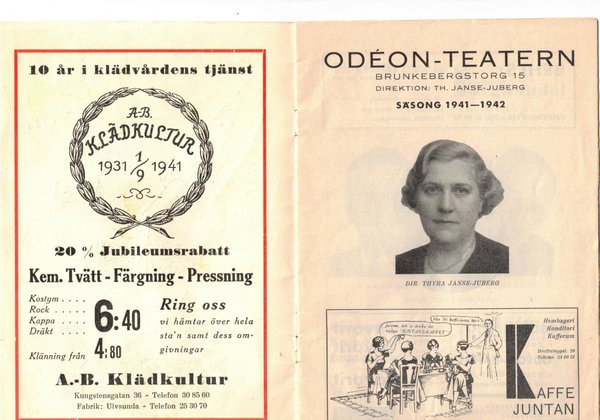 10 år i klädvårdens tjänst
A.-B.
KLÄDKULTUR
1931 1/9 1941
20 % Jubileumsrabatt
Kem. Tvätt - Färgning - Pressning
Kostym . . . .
Rock . . . . .
Kappa . . . .
Dräkt . . . .
6:40
Klänning från
4:80
Ring oss
vi hämtar över hela
sta'n samt dess om-
givningar
A.-B. Klädkultur
Kungstensgatan 36 - Telefon 30 85 60
Fabrik: Ulvsunda - Telefon 25 30 70
ODÉON-TEATERN
BRUNKEBERGSTORG 15
DIREKTION: TH. JANSE-JUBERG
SÄSONG 1941—1942
DIR. THYRA JANSE-JUBERG
Hembageri
Konditori
Kafferum
KAFFE
JUNTAN